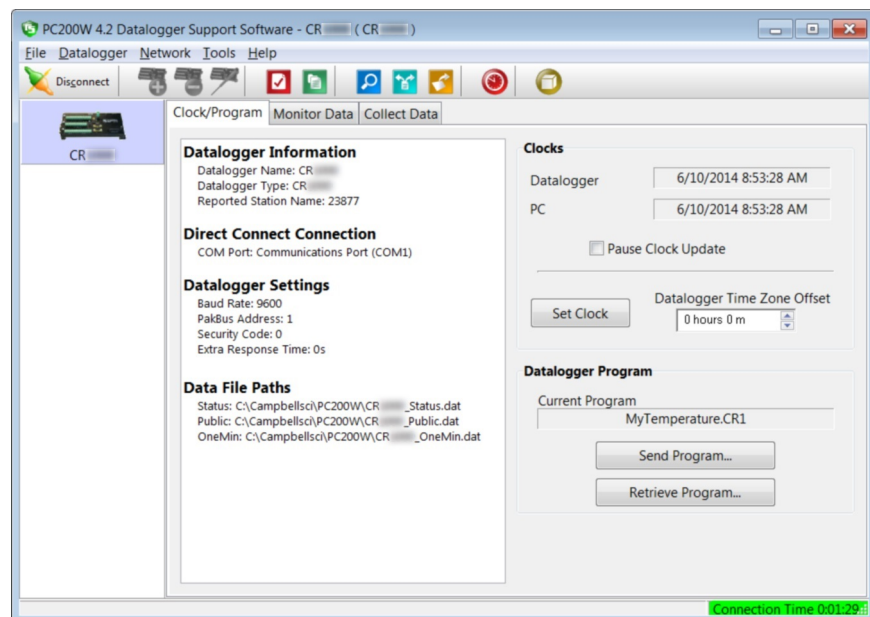 PC200W 4.2 Datalogger Support Software - CR ( CR )
File Datalogger Network Tools Help
Disconnect
CR
Clock/Program Monitor Data Collect Data
Datalogger Information
Datalogger Name: CR
Datalogger Type: CR
Reported Station Name: 23877
Direct Connect Connection
COM Port: Communications Port (COM1)
Datalogger Settings
Baud Rate: 9600
PakBus Address: 1
Security Code: 0
Extra Response Time: 0s
Data File Paths
Status: C:\Campbellsci\PC200W\CR _Status.dat
Public: C:\Campbellsci\PC200W\CR _Public.dat
OneMin: C:\Campbellsci\PC200W\CR _OneMin.dat
Clocks
Datalogger 6/10/2014 8:53:28 AM
PC 6/10/2014 8:53:28 AM
Pause Clock Update
Datalogger Time Zone Offset
Set Clock 0 hours 0 m
Datalogger Program
Current Program
MyTemperature.CR1
Send Program...
Retrieve Program...
Connection Time 0:01:29